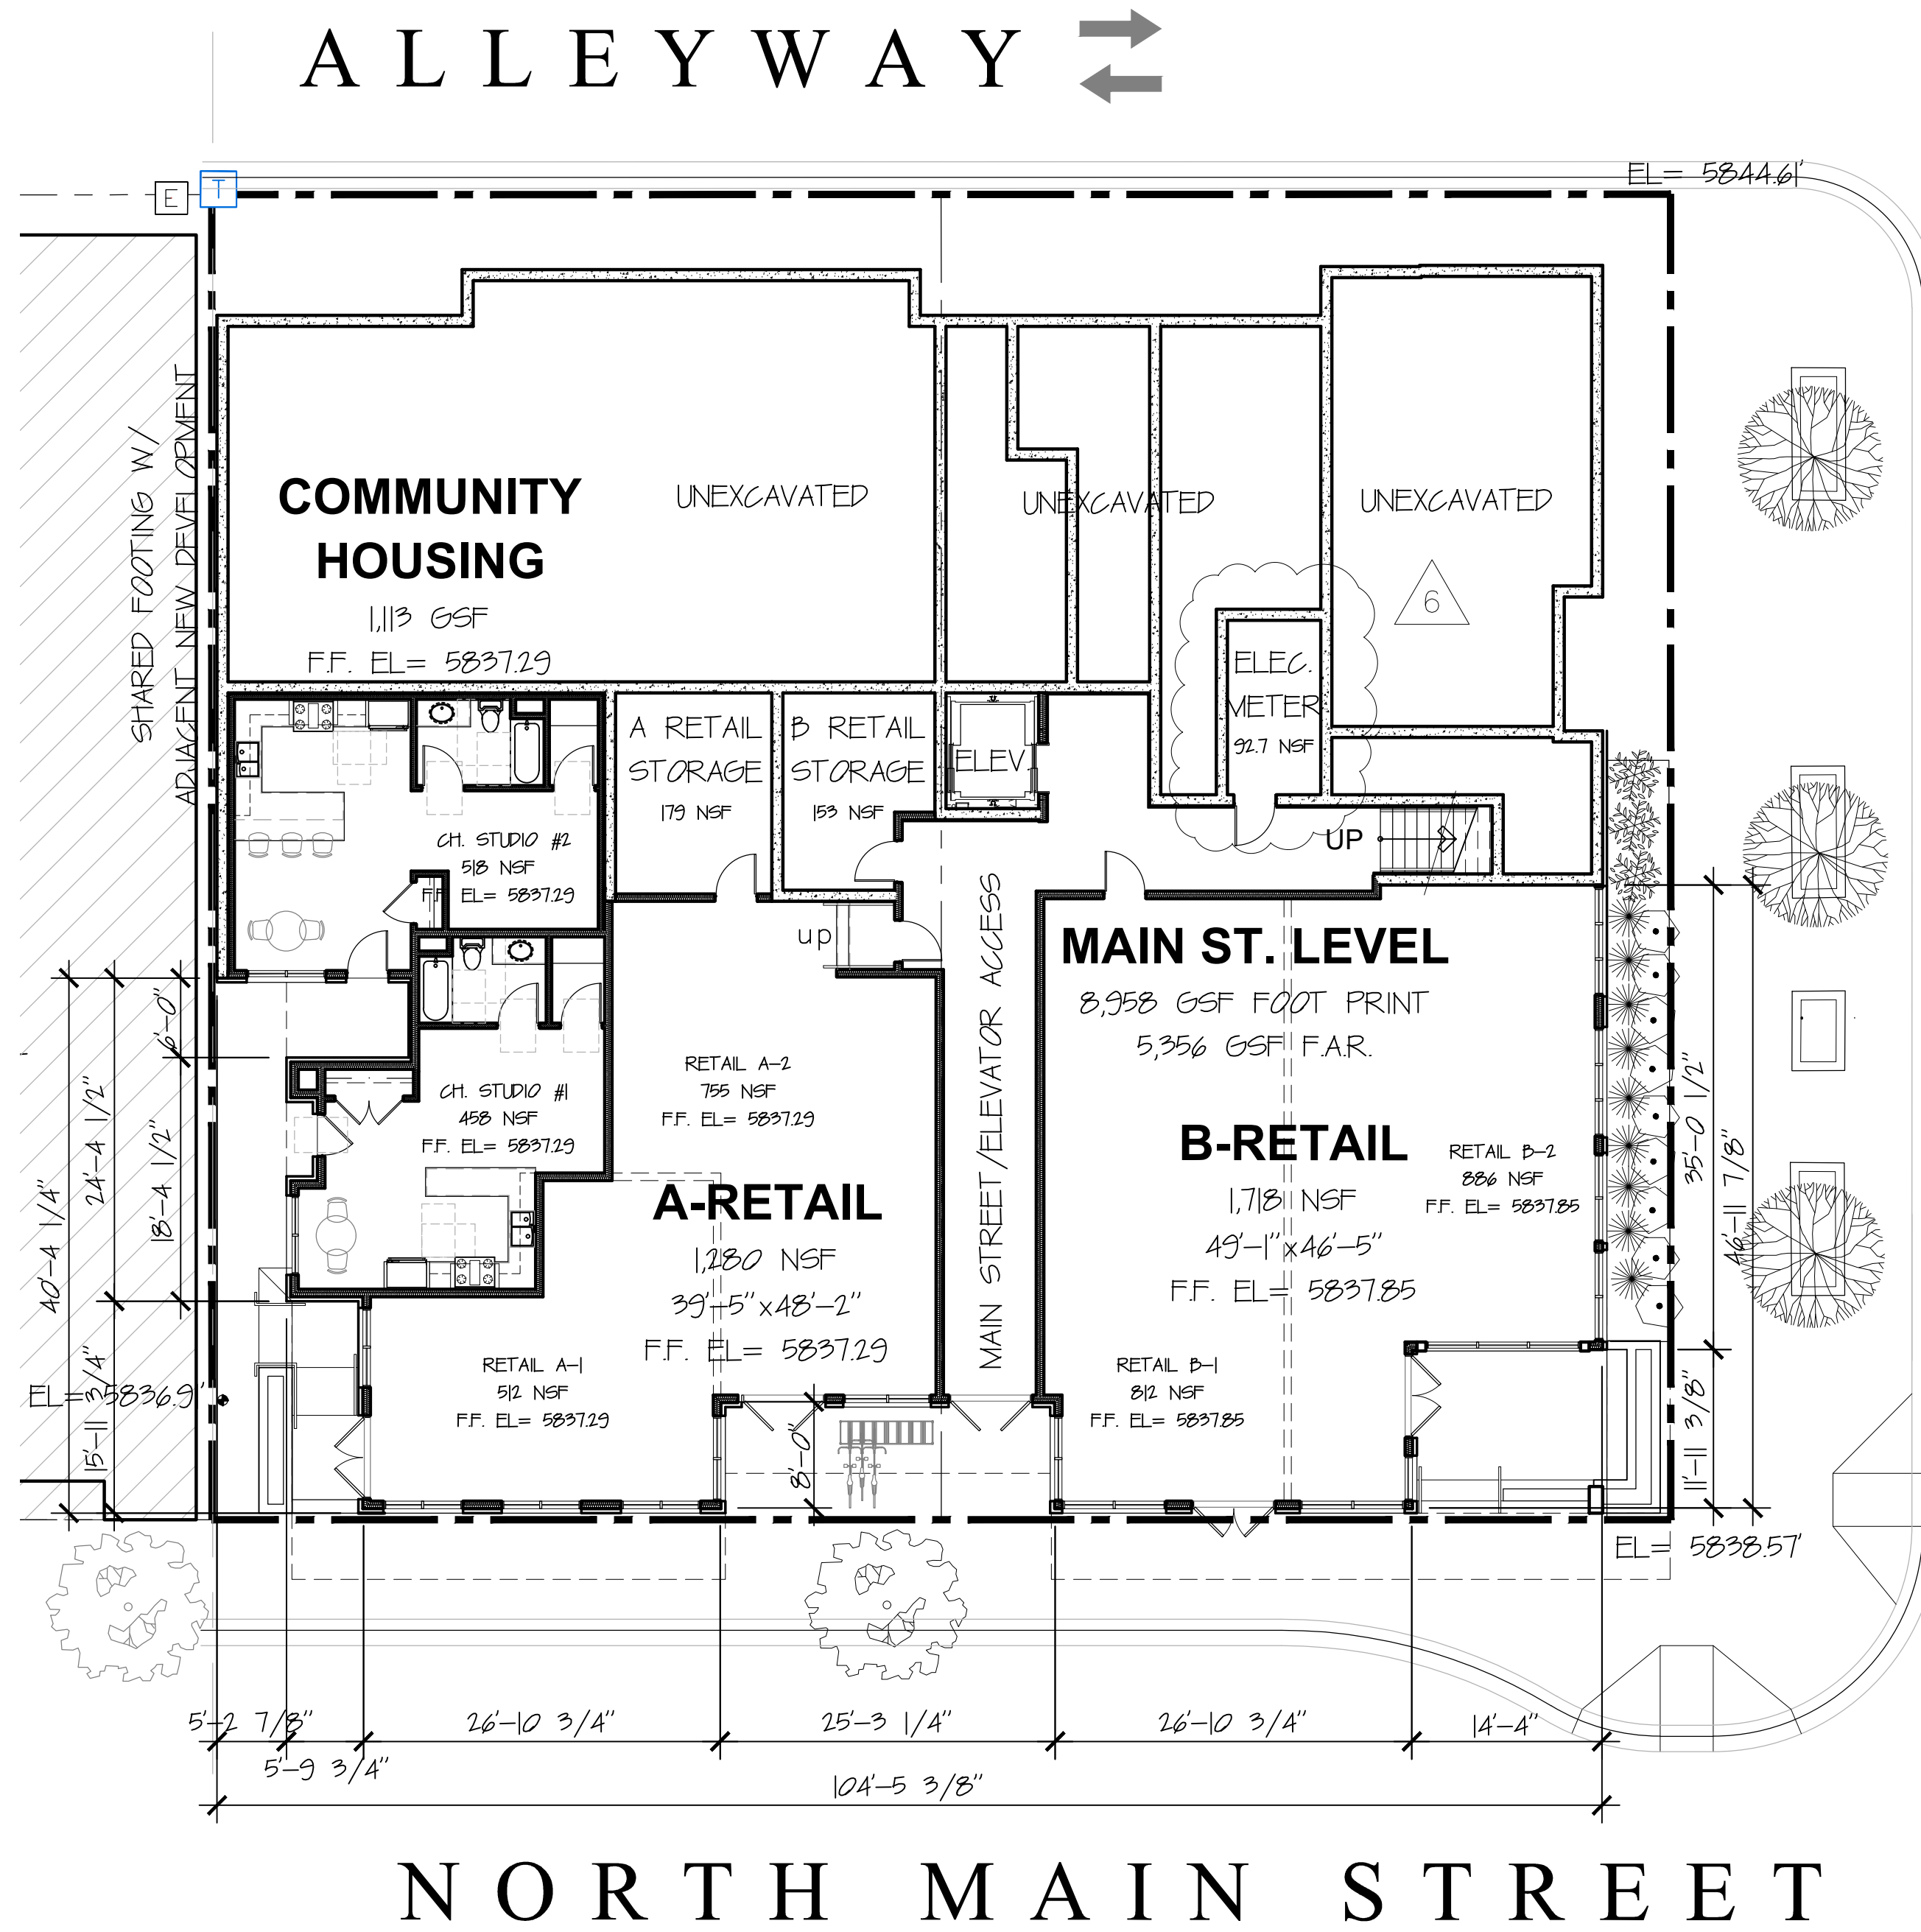 ALLEYWAY
EL= 5844.61'
E
T
SHARED FOOTING W/
ADJACENT NEW DEVELOPMENT
COMMUNITY
HOUSING
1,113 GSF
F.F. EL= 5837.29
UNEXCAVATED
UNEXCAVATED
UNEXCAVATED
6
ELEC.
METER
92.7 NSF
A RETAIL
STORAGE
179 NSF
B RETAIL
STORAGE
153 NSF
ELEV.
UP
CH. STUDIO #2
518 NSF
F.F. EL= 5837.29
up
MAIN STREET/ELEVATOR ACCESS
MAIN ST. LEVEL
8,958 GSF FOOT PRINT
5,356 GSF F.A.R.
CH. STUDIO #1
458 NSF
F.F. EL= 5837.29
RETAIL A-2
755 NSF
F.F. EL= 5837.29
A-RETAIL
1,280 NSF
39'-5"x48'-2"
F.F. EL= 5837.29
B-RETAIL
1,718 NSF
49'-1"x46'-5"
F.F. EL= 5837.85
RETAIL B-2
886 NSF
F.F. EL= 5837.85
RETAIL A-1
512 NSF
F.F. EL= 5837.29
RETAIL B-1
812 NSF
F.F. EL= 5837.85
40'-4 1/4"
24'-4 1/2"
6'-0"
18'-4 1/2"
15'-11 3/4"
EL= 5836.9'
8'-0"
35'-0 1/2"
46'-11 7/8"
11'-11 3/8"
EL= 5838.57'
5'-2 7/8"
5'-9 3/4"
26'-10 3/4"
25'-3 1/4"
26'-10 3/4"
14'-4"
104'-5 3/8"
NORTH MAIN STREET